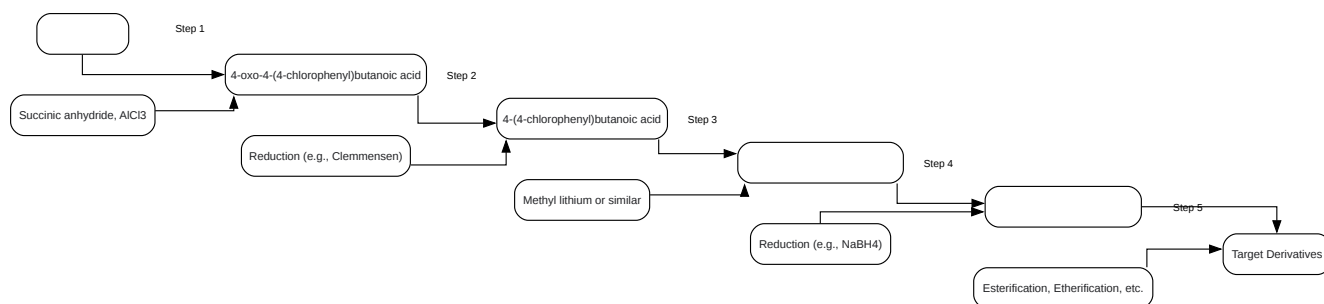 Step 1
4-oxo-4-(4-chlorophenyl)butanoic acid
Step 2
Succinic anhydride, AlCl3
4-(4-chlorophenyl)butanoic acid
Step 3
Reduction (e.g., Clemmensen)
Step 4
Methyl lithium or similar
Step 5
Reduction (e.g., NaBH4)
Target Derivatives
Esterification, Etherification, etc.